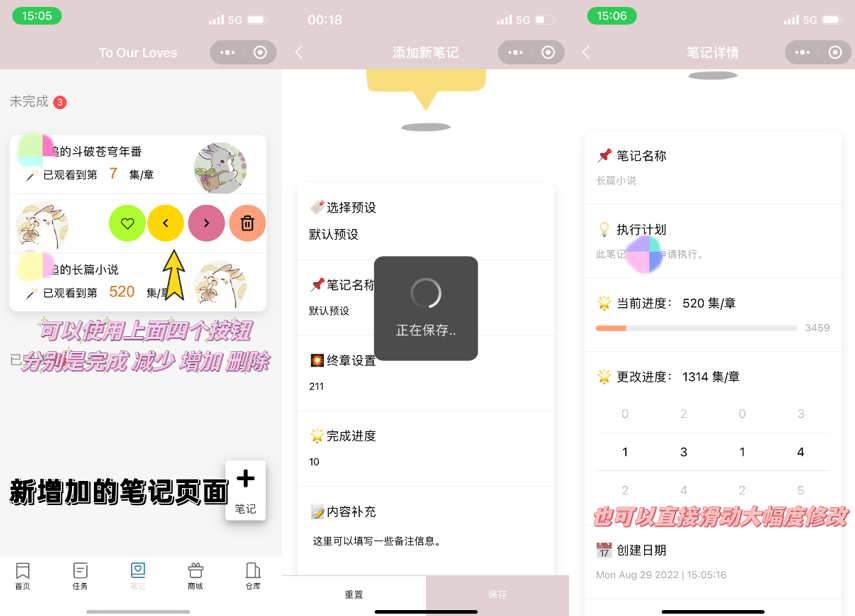 15:05
5G
To Our Loves
未完成 3
的斗破苍穹年番
已观看到第 7 集/章
的长篇小说
已观看到第 520 集/
可以使用上面四个按钮
分别是完成 减少 增加 删除
新增加的笔记页面
笔记
首页
任务
笔记
商城
仓库
00:18
5G
添加新笔记
选择预设
默认预设
笔记名称
默认预设
正在保存..
终章设置
211
完成进度
10
内容补充
这里可以填写一些备注信息。
重置
保存
15:06
5G
笔记详情
笔记名称
长篇小说
执行计划
此笔记 申请执行。
当前进度： 520 集/章
3459
更改进度： 1314 集/章
0 2 0 3
1 3 1 4
2 4 2 5
也可以直接滑动大幅度修改
创建日期
Mon Aug 29 2022 | 15:05:16